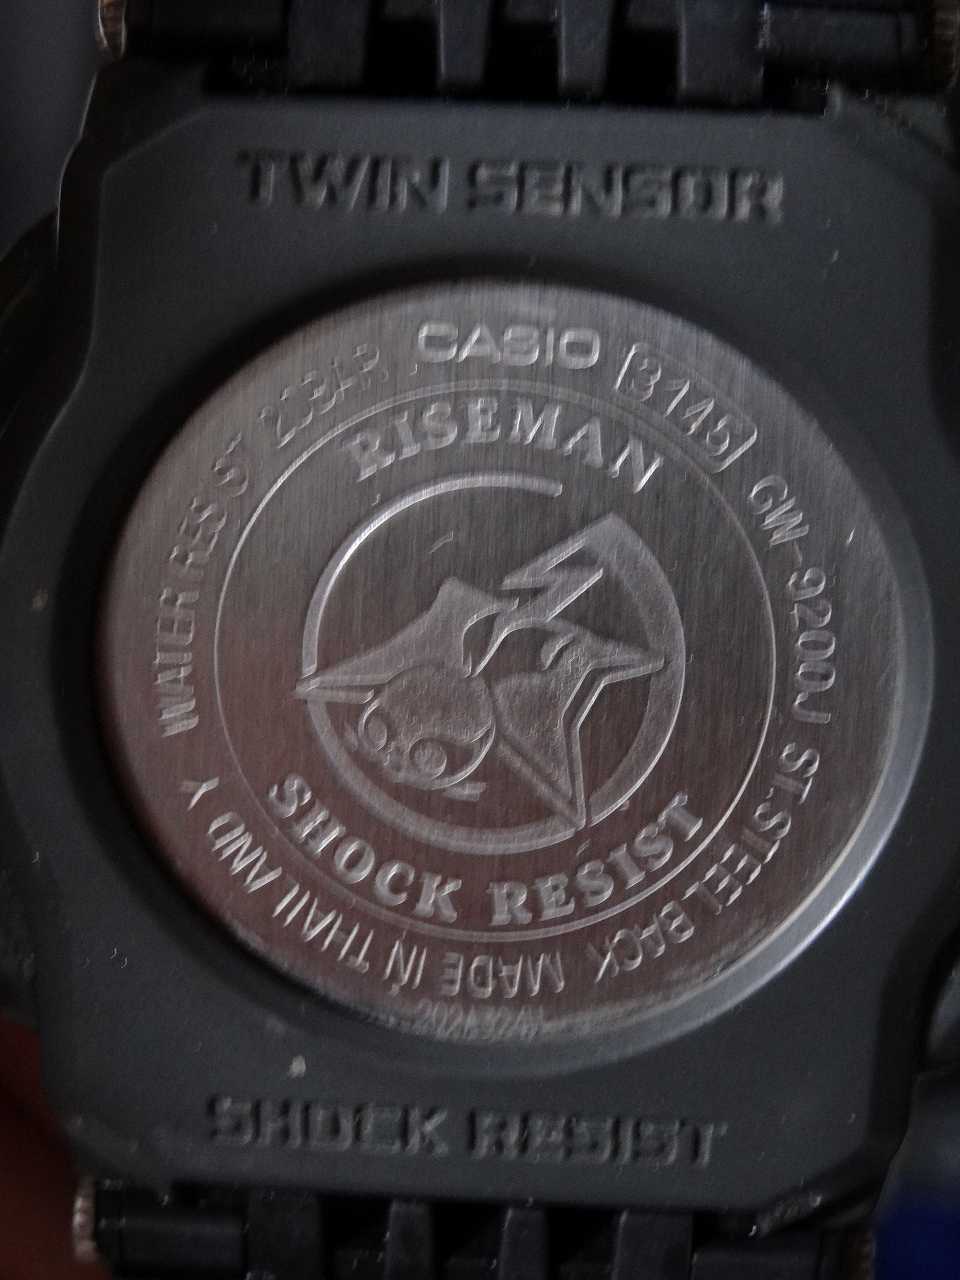 TWIN SENSOR
WATER RESIST 20BAR CASIO 3145 GW-9200J ST.STEEL BACK MADE IN THAILAND Y
RISEMAN
SHOCK RESIST
SHOCK RESIST